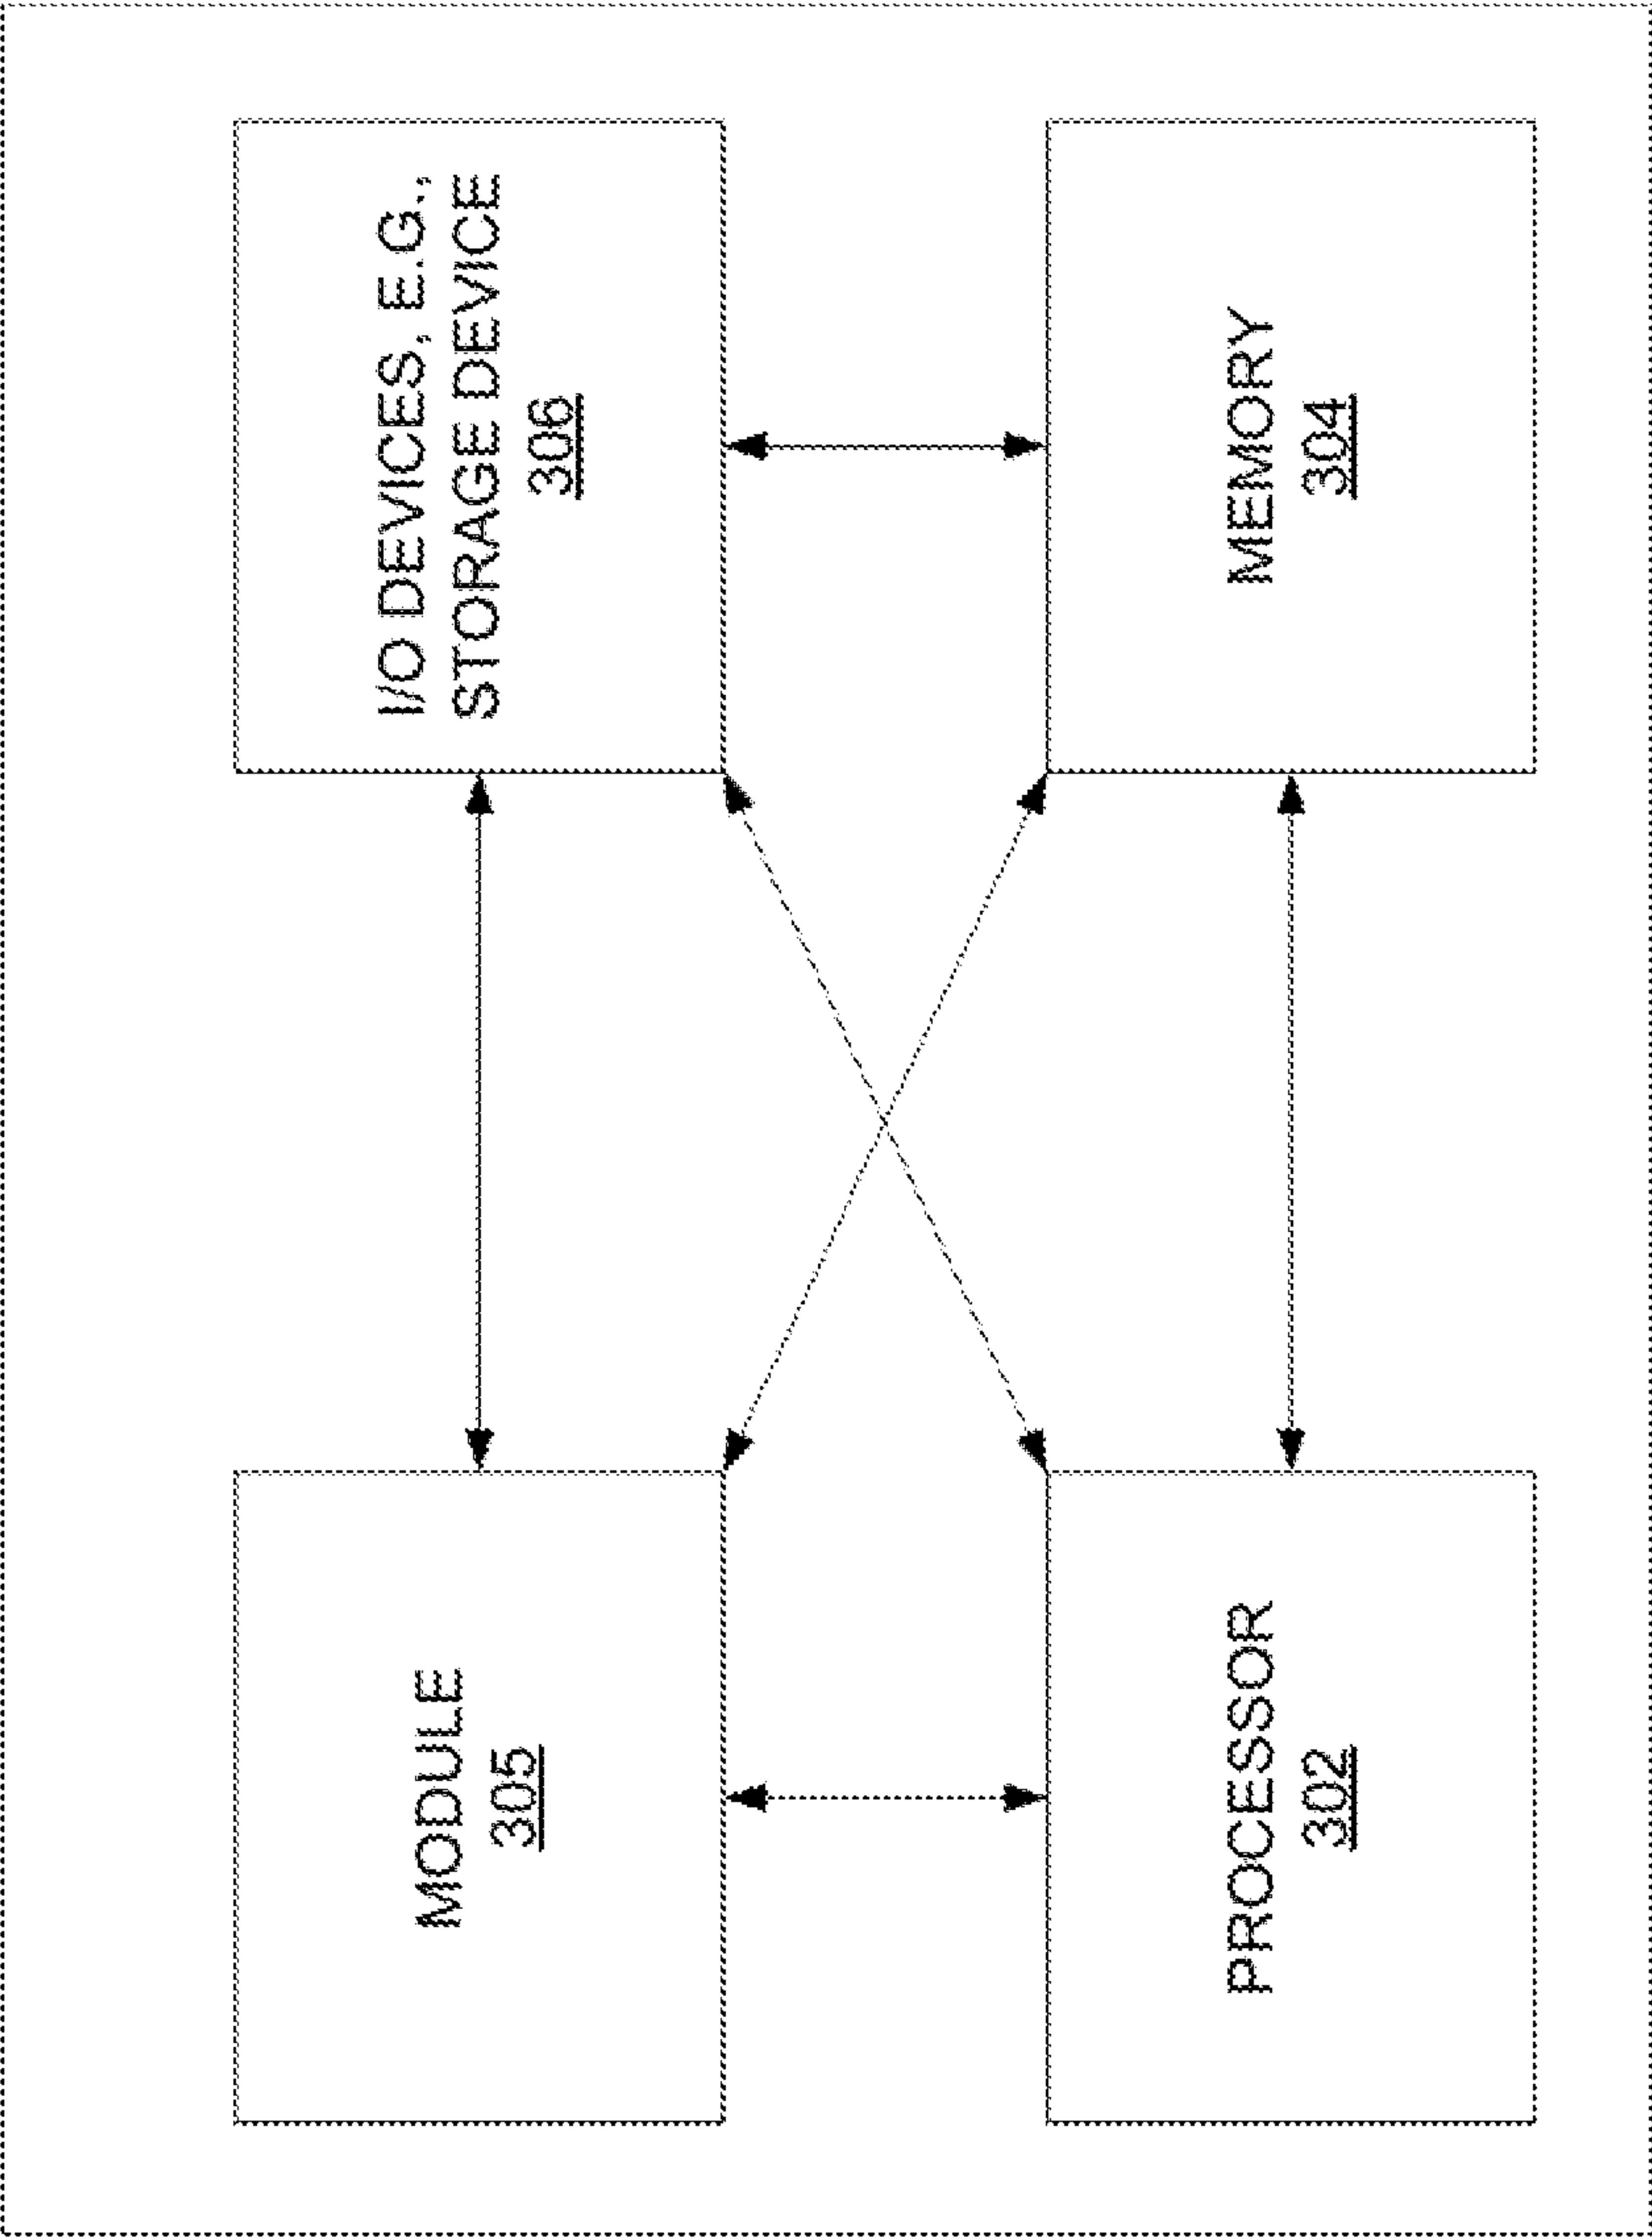 MODULE
305
I/O DEVICES, E.G.,
STORAGE DEVICE
306
PROCESSOR
302
MEMORY
304